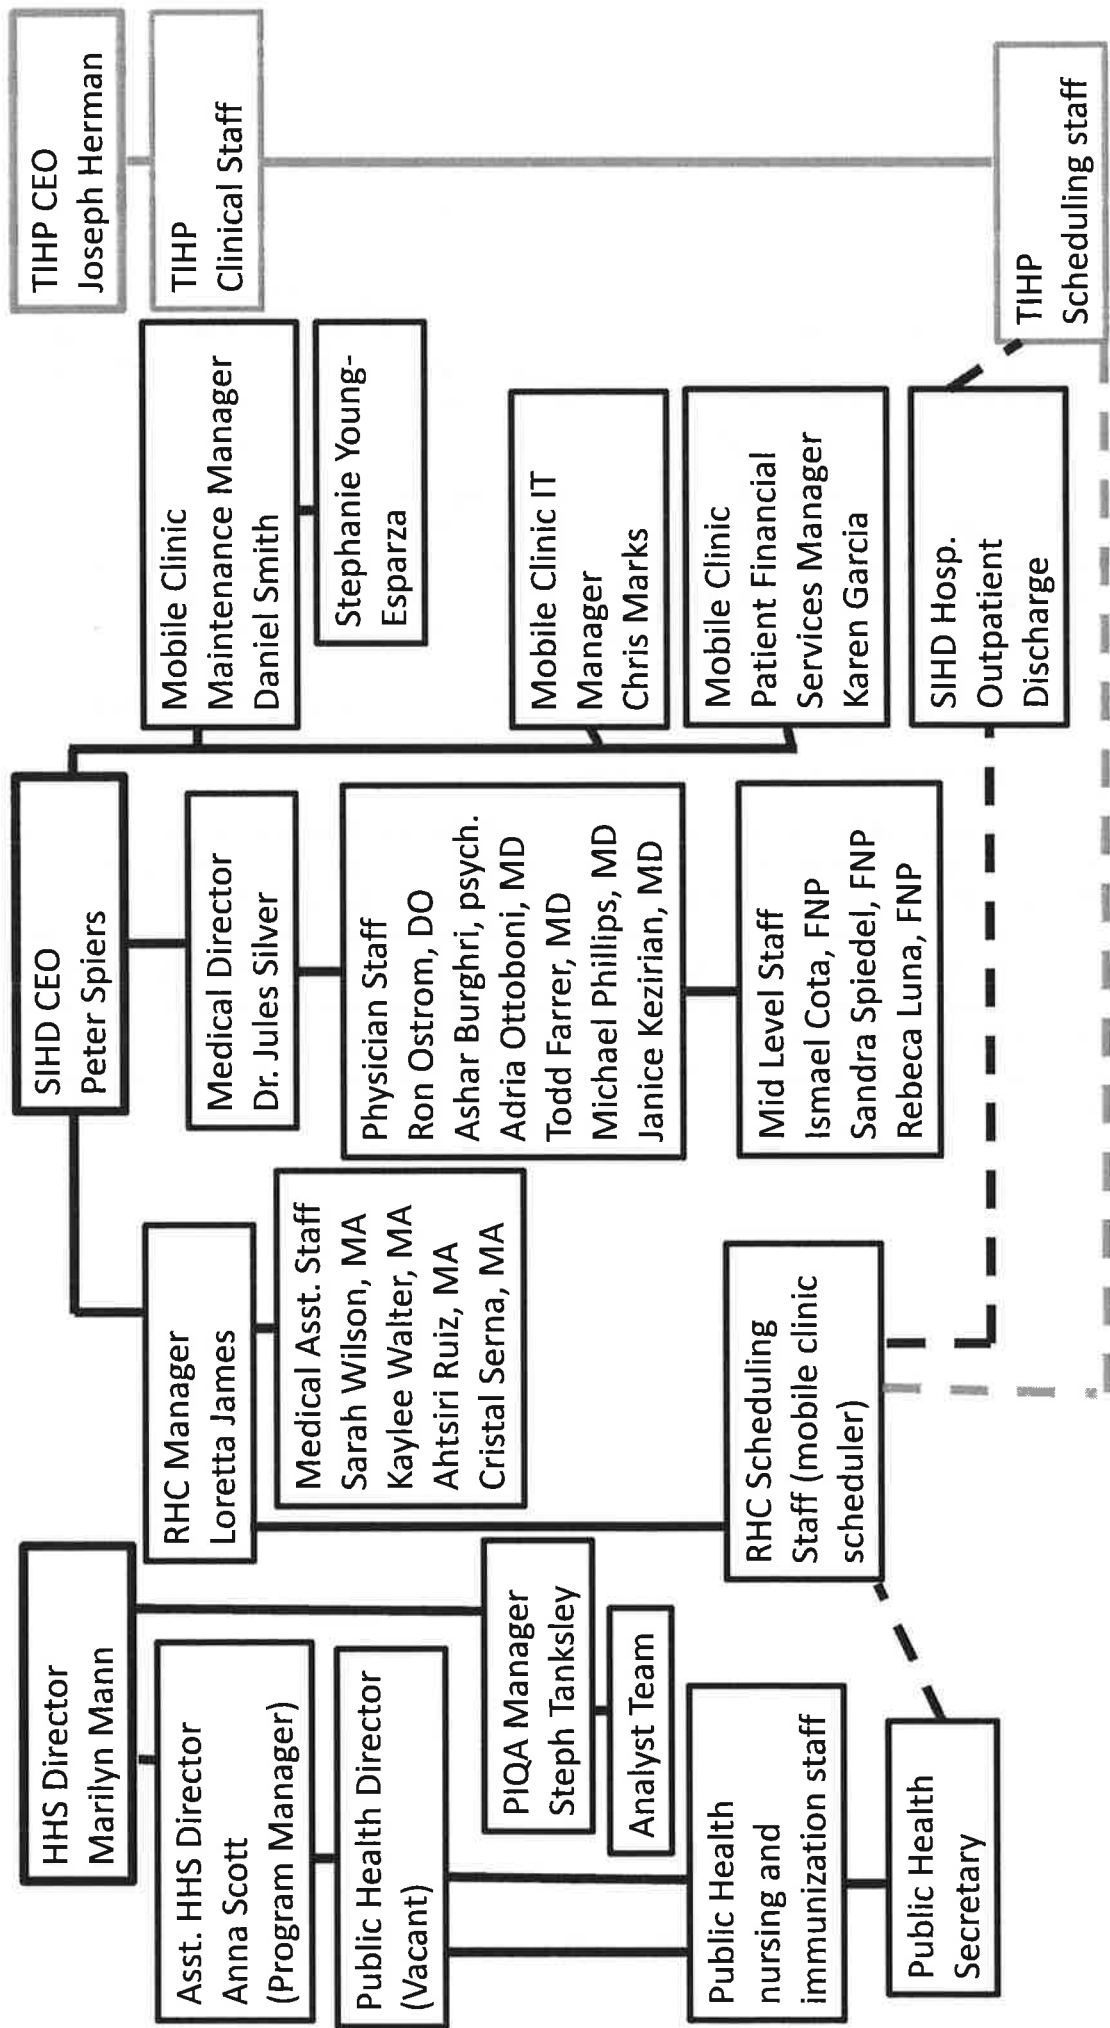 HHS Director
Marilyn Mann
Asst. HHS Director
Anna Scott
(Program Manager)
Public Health Director
(Vacant)
PIQA Manager
Steph Tanksley
Analyst Team
Public Health
nursing and
immunization staff
Public Health
Secretary
SIHD CEO
Peter Spiers
RHC Manager
Loretta James
Medical Asst. Staff
Sarah Wilson, MA
Kaylee Walter, MA
Ahtsiri Ruiz, MA
Cristal Serna, MA
RHC Scheduling
Staff (mobile clinic
scheduler)
Medical Director
Dr. Jules Silver
Physician Staff
Ron Ostrom, DO
Ashar Burghri, psych.
Adria Ottoboni, MD
Todd Farrer, MD
Michael Phillips, MD
Janice Kezirian, MD
Mid Level Staff
Ismael Cota, FNP
Sandra Spiedel, FNP
Rebeca Luna, FNP
Mobile Clinic
Maintenance Manager
Daniel Smith
Stephanie Young-
Esparza
Mobile Clinic IT
Manager
Chris Marks
Mobile Clinic
Patient Financial
Services Manager
Karen Garcia
SIHD Hosp.
Outpatient
Discharge
TIHP CEO
Joseph Herman
TIHP
Clinical Staff
TIHP
Scheduling staff